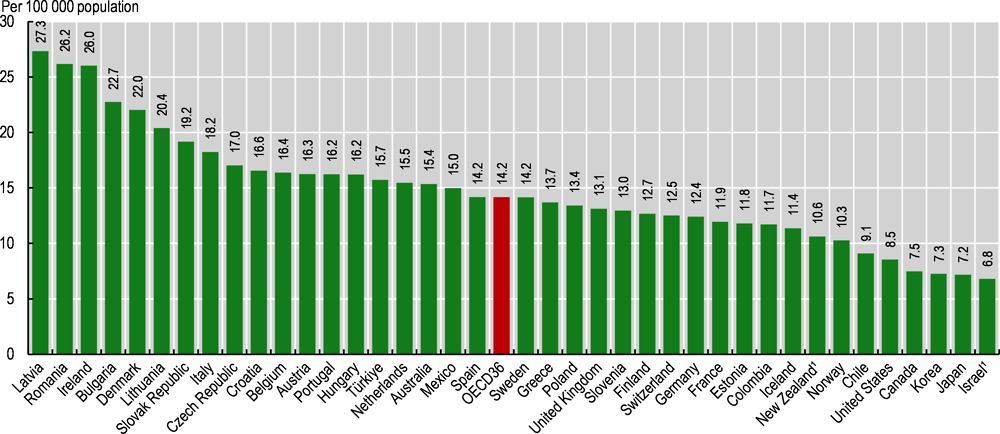 Per 100 000 population
30
25
20
15
10
5
0
27.3
26.2
26.0
22.7
22.0
20.4
19.2
18.2
17.0
16.6
16.4
16.3
16.2
16.2
15.7
15.5
15.4
15.0
14.2
14.2
14.2
13.7
13.4
13.1
13.0
12.7
12.5
12.4
11.9
11.8
11.7
11.4
10.6
10.3
9.1
8.5
7.5
7.3
7.2
6.8
Latvia
Romania
Ireland
Bulgaria
Denmark
Lithuania
Slovak Republic
Italy
Czech Republic
Croatia
Belgium
Austria
Portugal
Hungary
Türkiye
Netherlands
Australia
Mexico
Spain
OECD36
Sweden
Greece
Poland
United Kingdom
Slovenia
Finland
Switzerland
Germany
France
Estonia
Colombia
Iceland
New Zealand¹
Norway
Chile
United States
Canada
Korea
Japan
Israel¹